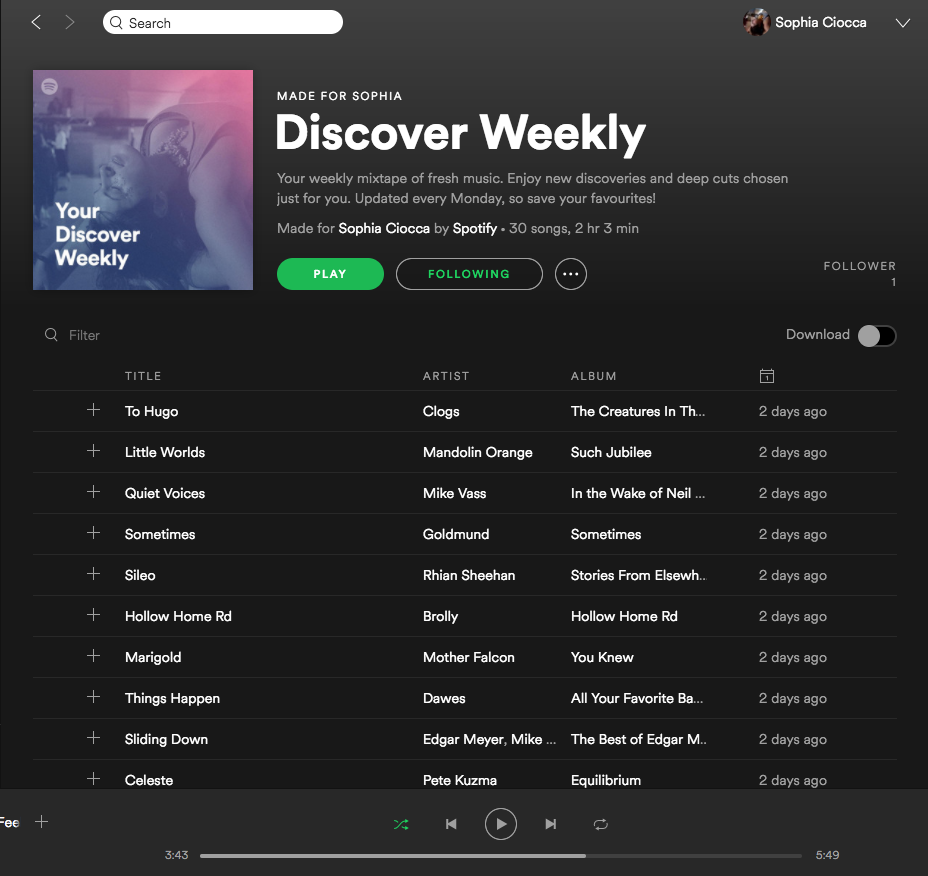 Search
Sophia Ciocca
Your
Discover
Weekly
MADE FOR SOPHIA
Discover Weekly
Your weekly mixtape of fresh music. Enjoy new discoveries and deep cuts chosen
just for you. Updated every Monday, so save your favourites!
Made for Sophia Ciocca by Spotify • 30 songs, 2 hr 3 min
PLAY FOLLOWING
FOLLOWER
1
Filter
Download
TITLE ARTIST ALBUM 1
To Hugo Clogs The Creatures In Th... 2 days ago
Little Worlds Mandolin Orange Such Jubilee 2 days ago
Quiet Voices Mike Vass In the Wake of Neil ... 2 days ago
Sometimes Goldmund Sometimes 2 days ago
Sileo Rhian Sheehan Stories From Elsewh.. 2 days ago
Hollow Home Rd Brolly Hollow Home Rd 2 days ago
Marigold Mother Falcon You Knew 2 days ago
Things Happen Dawes All Your Favorite Ba... 2 days ago
Sliding Down Edgar Meyer, Mike ... The Best of Edgar M.. 2 days ago
Celeste Pete Kuzma Equilibrium 2 days ago
Fee
3:43 5:49